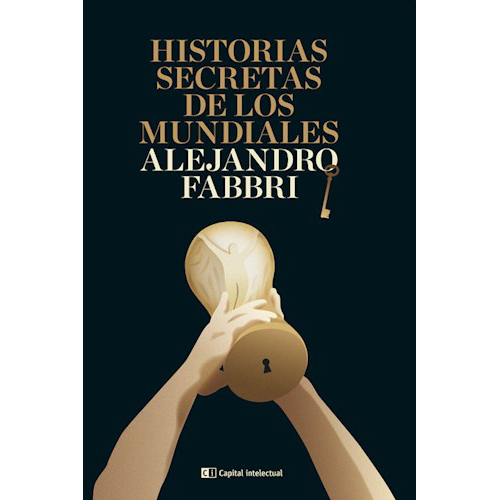 HISTORIAS
SECRETAS
DE LOS
MUNDIALES
ALEJANDRO
FABBRI
Ci Capital intelectual